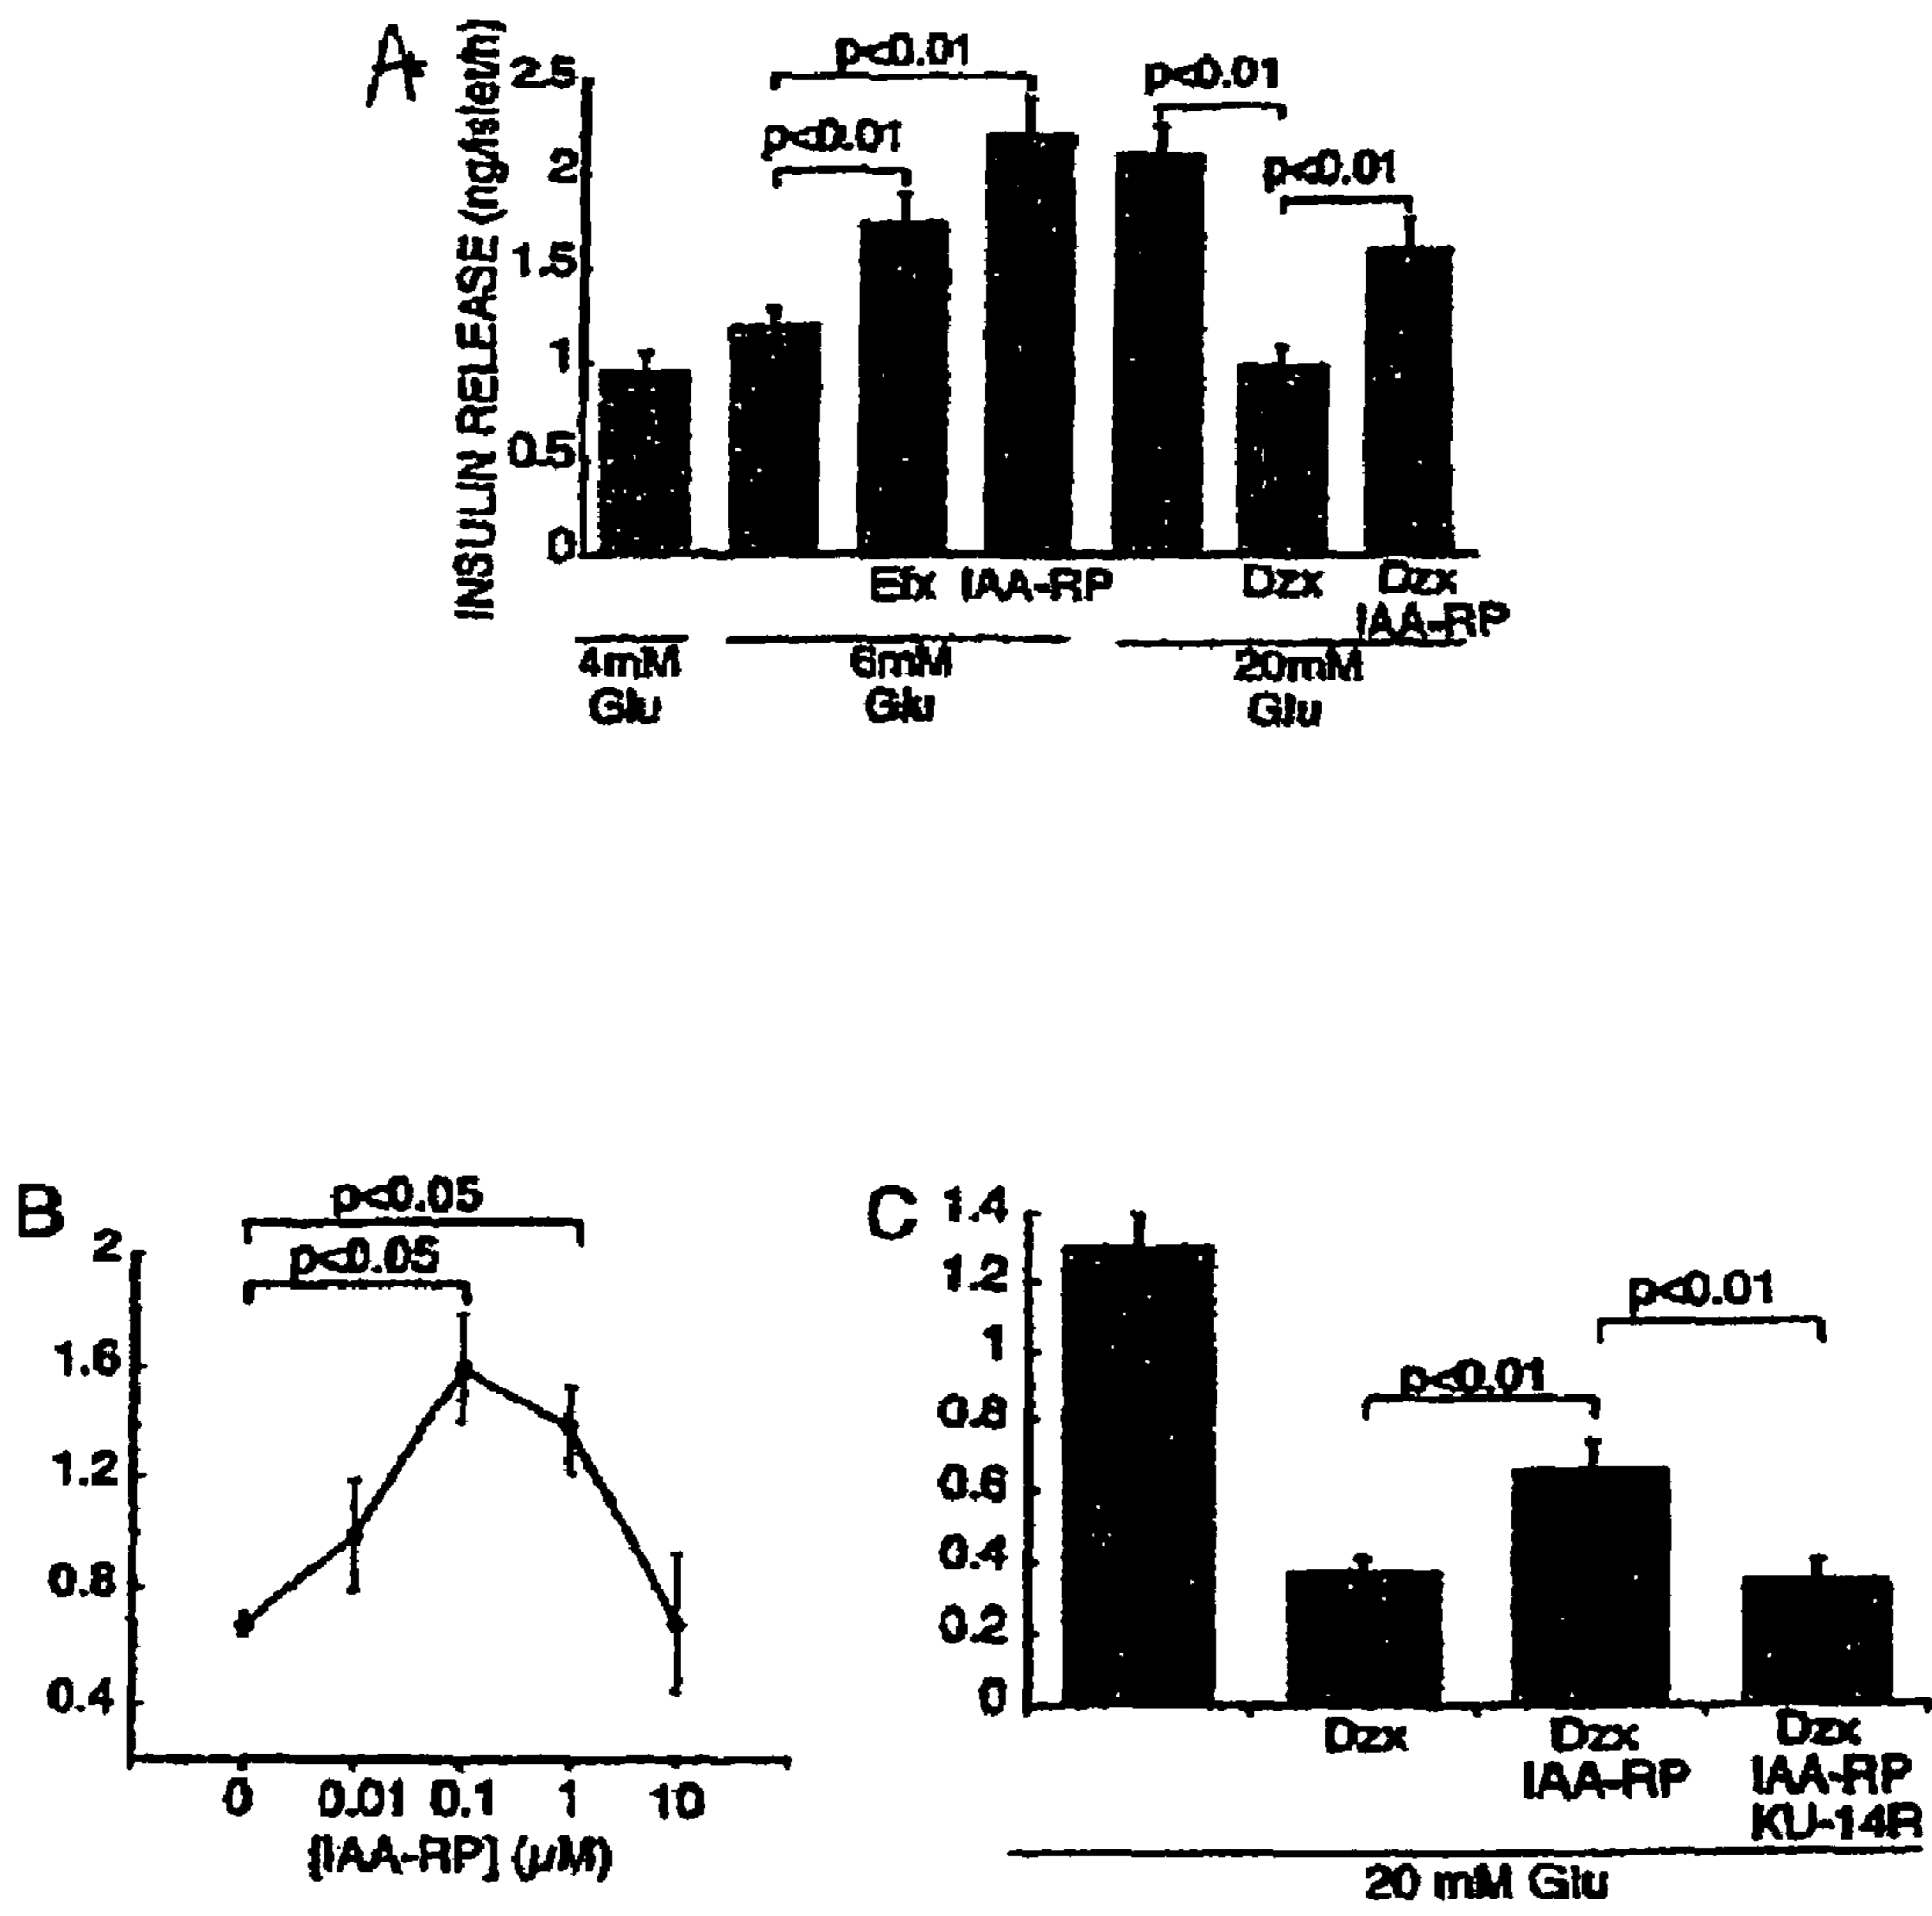 A
INSULIN RELEASE
2.5
2
1.5
1
0.5
0
p<0.01
p<0.01
p<0.01
p<0.01
Efx IAA-RP Dzx Dzx
IAA-RP
4mM 6mM 20mM
Glu Glu Glu
B
2
1.6
1.2
0.8
0.4
p<0.05
p<0.05
0 0.01 0.1 1 10
[IAA-RP] (μM)
C
1.4
1.2
1
0.8
0.6
0.4
0.2
0
p<0.01
p<0.01
Dzx Dzx Dzx
IAA-RP IAA-RP
KU-14R
20 mM Glu